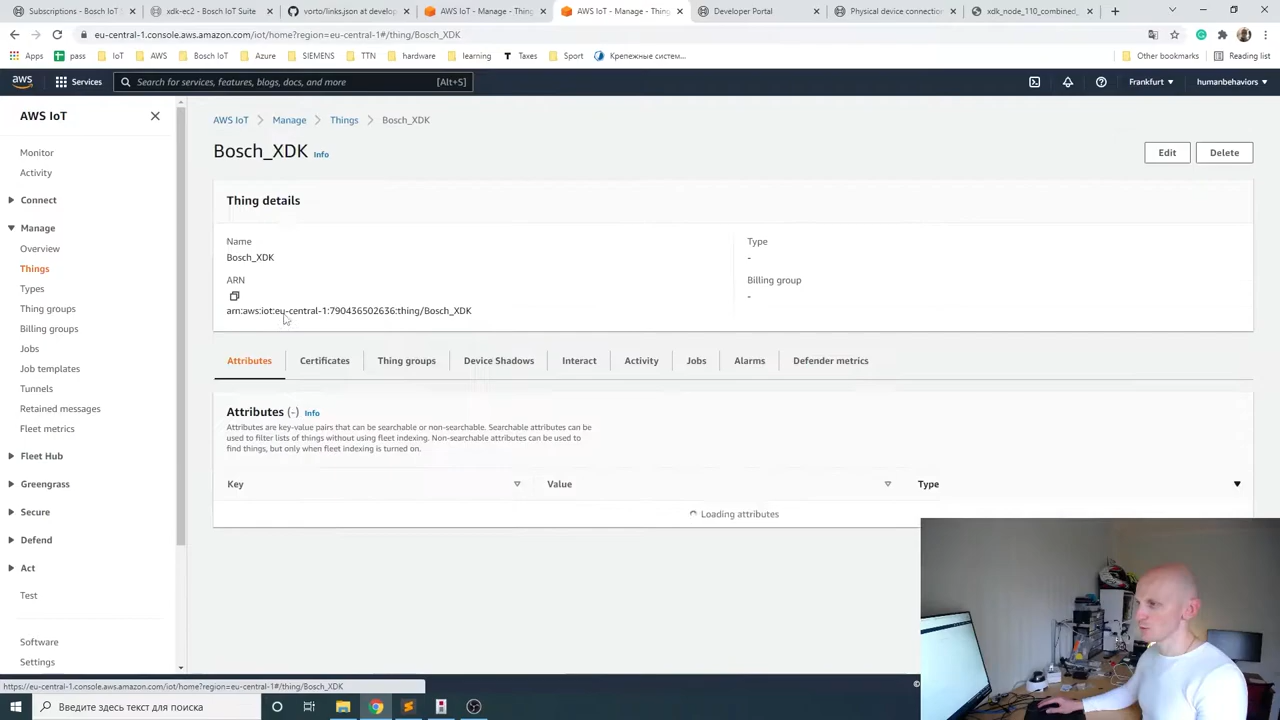 Subscriptions - Bosch IoT S
xdk-ec2 - Bosch IoT Suite
vorto/links.json at develop
AWS IoT - Manage - Thing
AWS IoT - Manage - Thing
Developer Portal
Physical device connection
xdk_node_110_combined_
eu-central-1.console.aws.amazon.com/iot/home?region=eu-central-1#/thing/Bosch_XDK
Apps
pass
IoT
AWS
Bosch IoT
Azure
SIEMENS
TTN
hardware
learning
Taxes
Sport
Крепежные систем...
Other bookmarks
Reading list
aws
Services
Search for services, features, blogs, docs, and more
[Alt+S]
Frankfurt
humanbehaviors
AWS IoT
Monitor
Activity
Connect
Manage
Overview
Things
Types
Thing groups
Billing groups
Jobs
Job templates
Tunnels
Retained messages
Fleet metrics
Fleet Hub
Greengrass
Secure
Defend
Act
Test
Software
Settings
AWS IoT > Manage > Things > Bosch_XDK
Bosch_XDK Info
Edit
Delete
Thing details
Name
Bosch_XDK
ARN
arn:aws:iot:eu-central-1:790436502636:thing/Bosch_XDK
Type
-
Billing group
-
Attributes
Certificates
Thing groups
Device Shadows
Interact
Activity
Jobs
Alarms
Defender metrics
Attributes (-) Info
Attributes are key-value pairs that can be searchable or non-searchable. Searchable attributes can be
used to filter lists of things without using fleet indexing. Non-searchable attributes can be used to
find things, but only when fleet indexing is turned on.
Key
Value
Type
Loading attributes
https://eu-central-1.console.aws.amazon.com/iot/home?region=eu-central-1#/thing/Bosch_XDK
©
Введите здесь текст для поиска